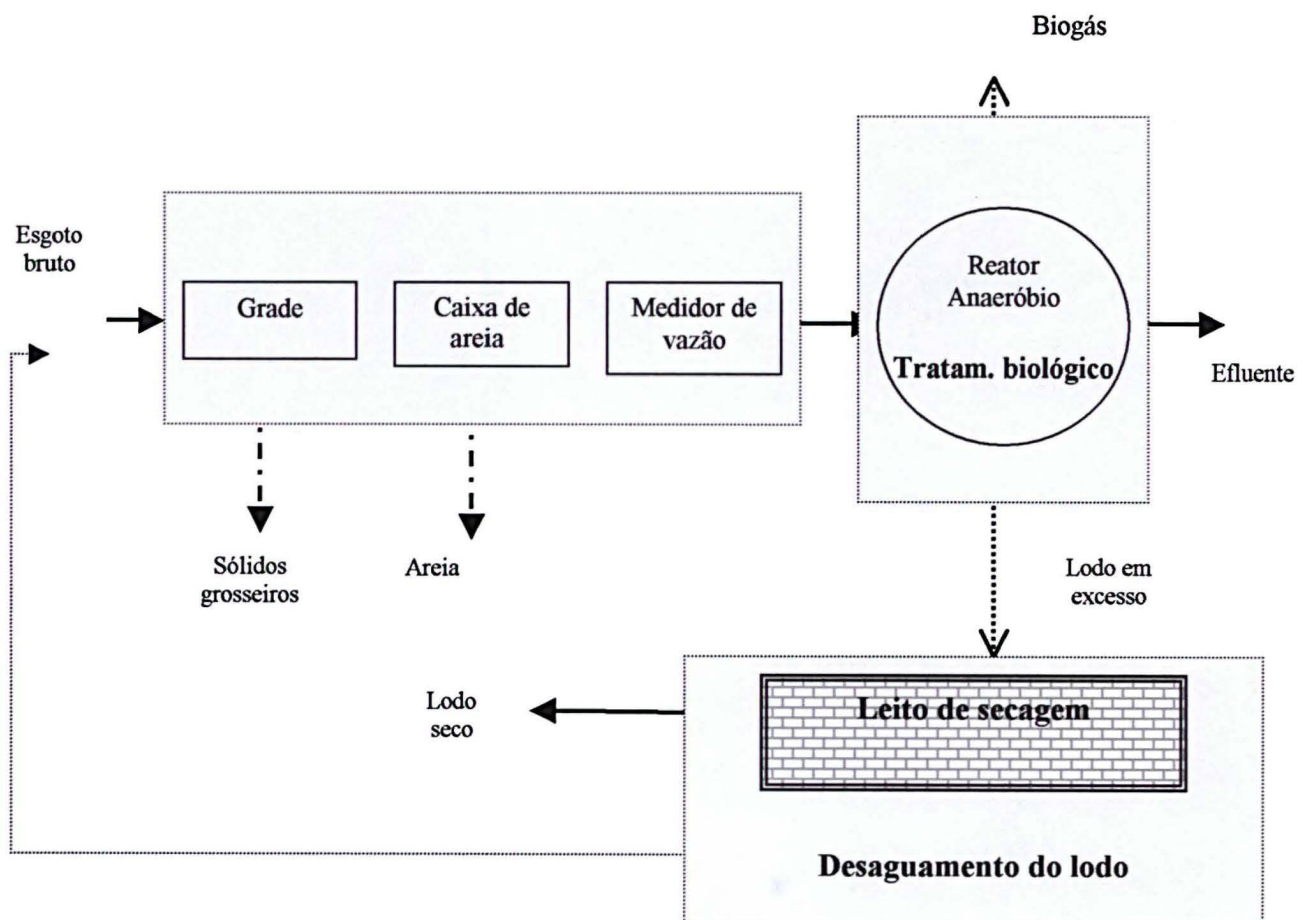 Biogás
Esgoto
bruto
Grade
Caixa de
areia
Medidor de
vazão
Reator
Anaeróbio
Tratam. biológico
Efluente
Sólidos
grosseiros
Areia
Lodo em
excesso
Lodo
seco
Leito de secagem
Desaguamento do lodo